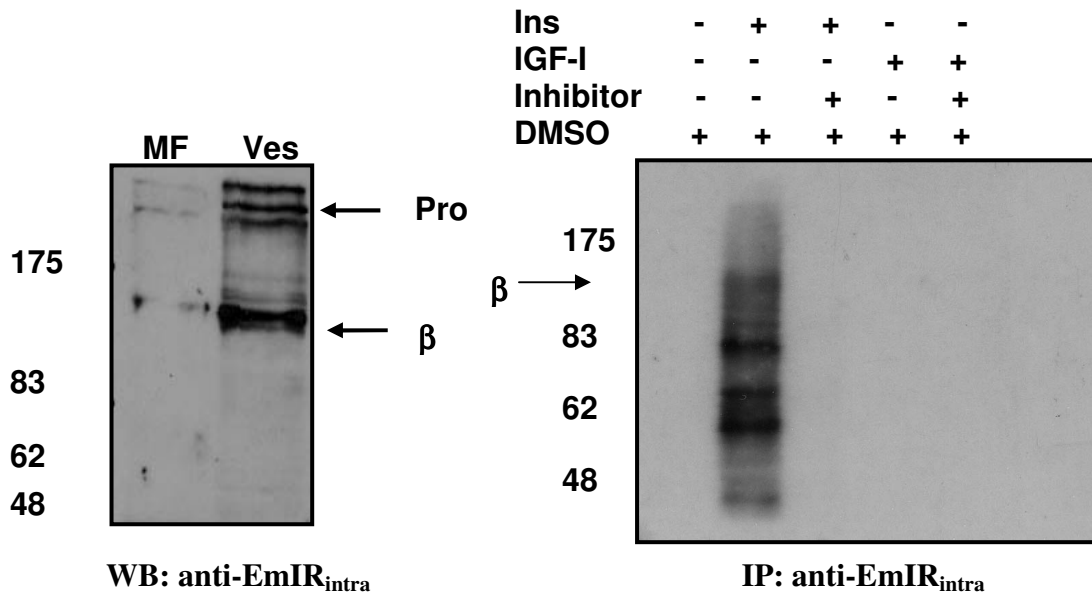 MF Ves
Pro
175
β
83
62
48
WB: anti-EmIRintra
Ins - + + - -
IGF-I - - - + +
Inhibitor - - + - +
DMSO + + + + +
175
β
83
62
48
IP: anti-EmIRintra